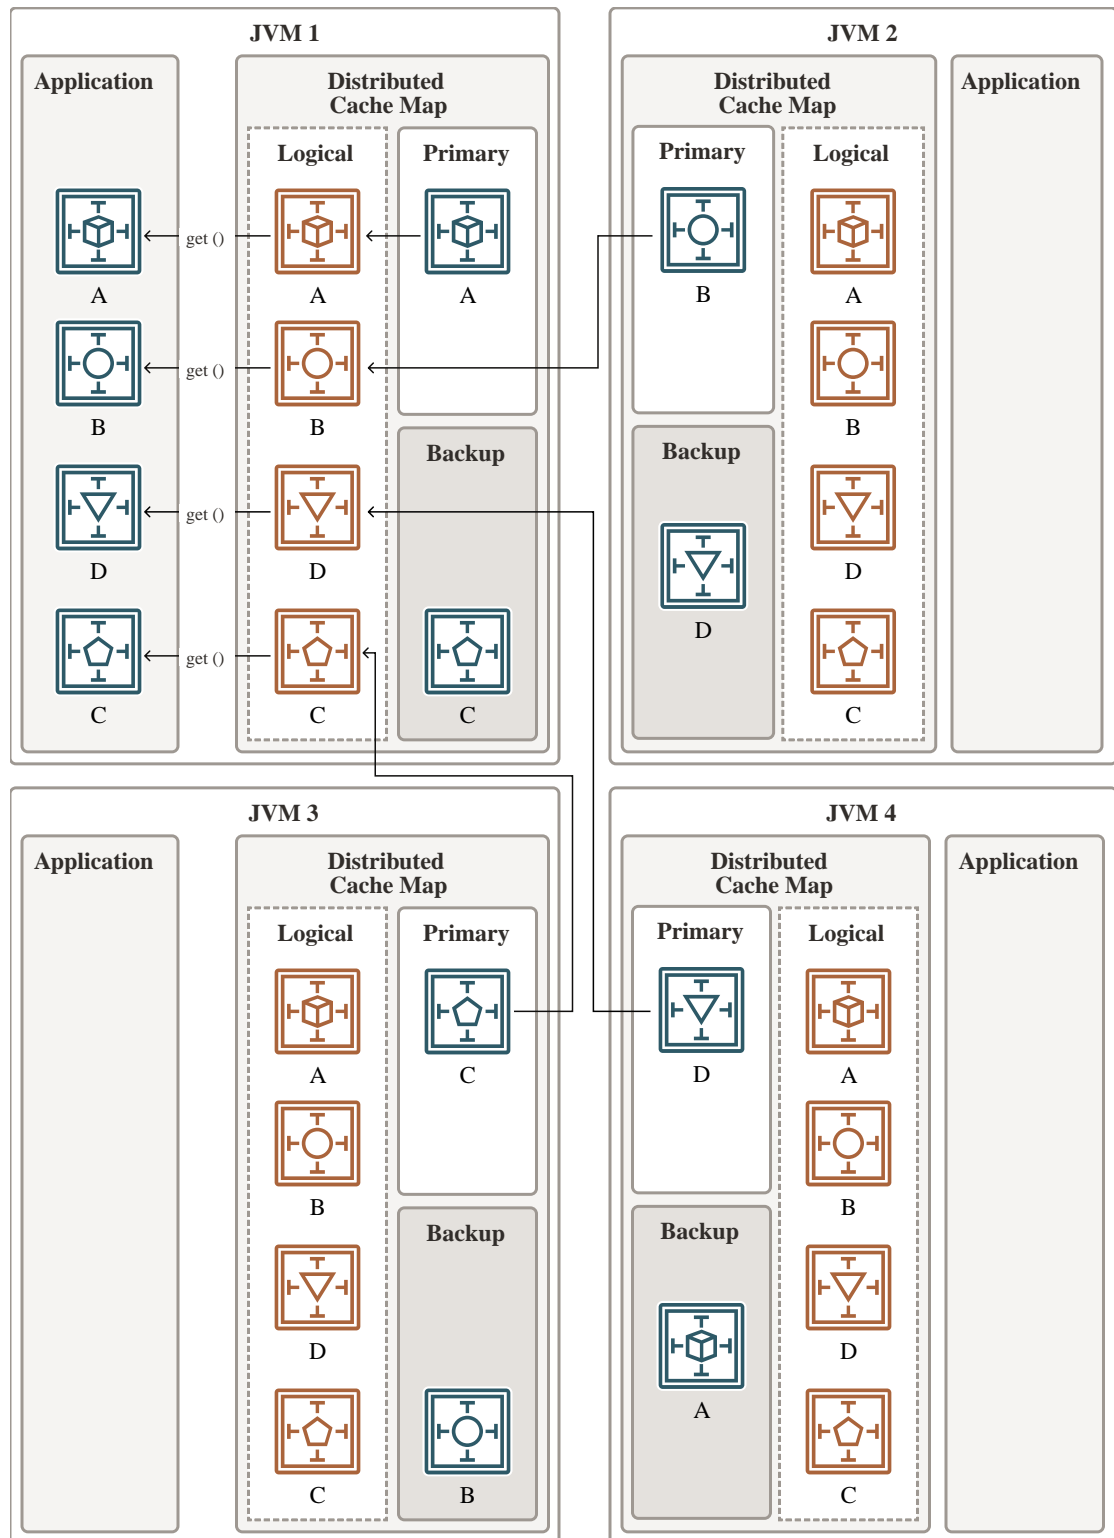 JVM 1
Application
Distributed
Cache Map
Logical
Primary
A
get ()
A
A
B
get ()
B
Backup
D
get ()
D
C
get ()
C
C
JVM 2
Distributed
Cache Map
Application
Primary
Logical
B
A
B
Backup
D
D
C
JVM 3
Application
Distributed
Cache Map
Logical
Primary
A
C
B
Backup
D
C
B
JVM 4
Distributed
Cache Map
Application
Primary
Logical
D
A
B
Backup
D
A
C